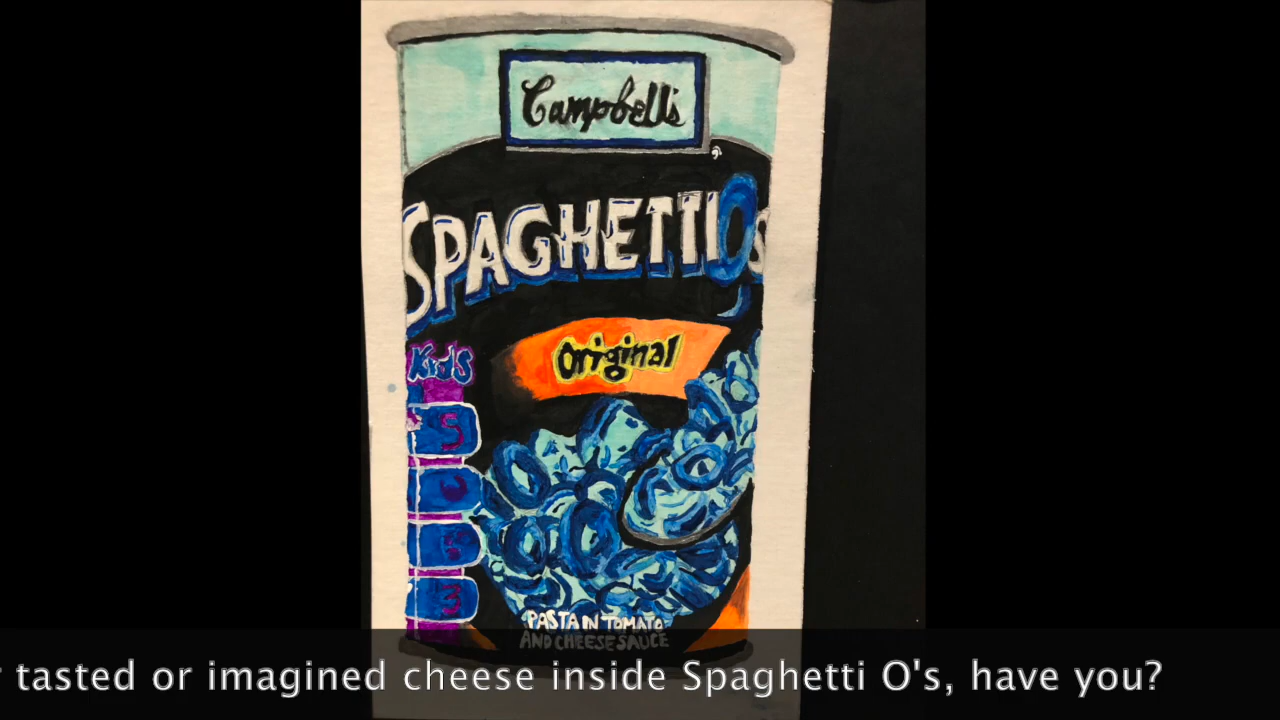 Campbell's
SPAGHETTIOS
Original
Kids
PASTA IN TOMATO
AND CHEESE SAUCE
tasted or imagined cheese inside Spaghetti O's, have you?